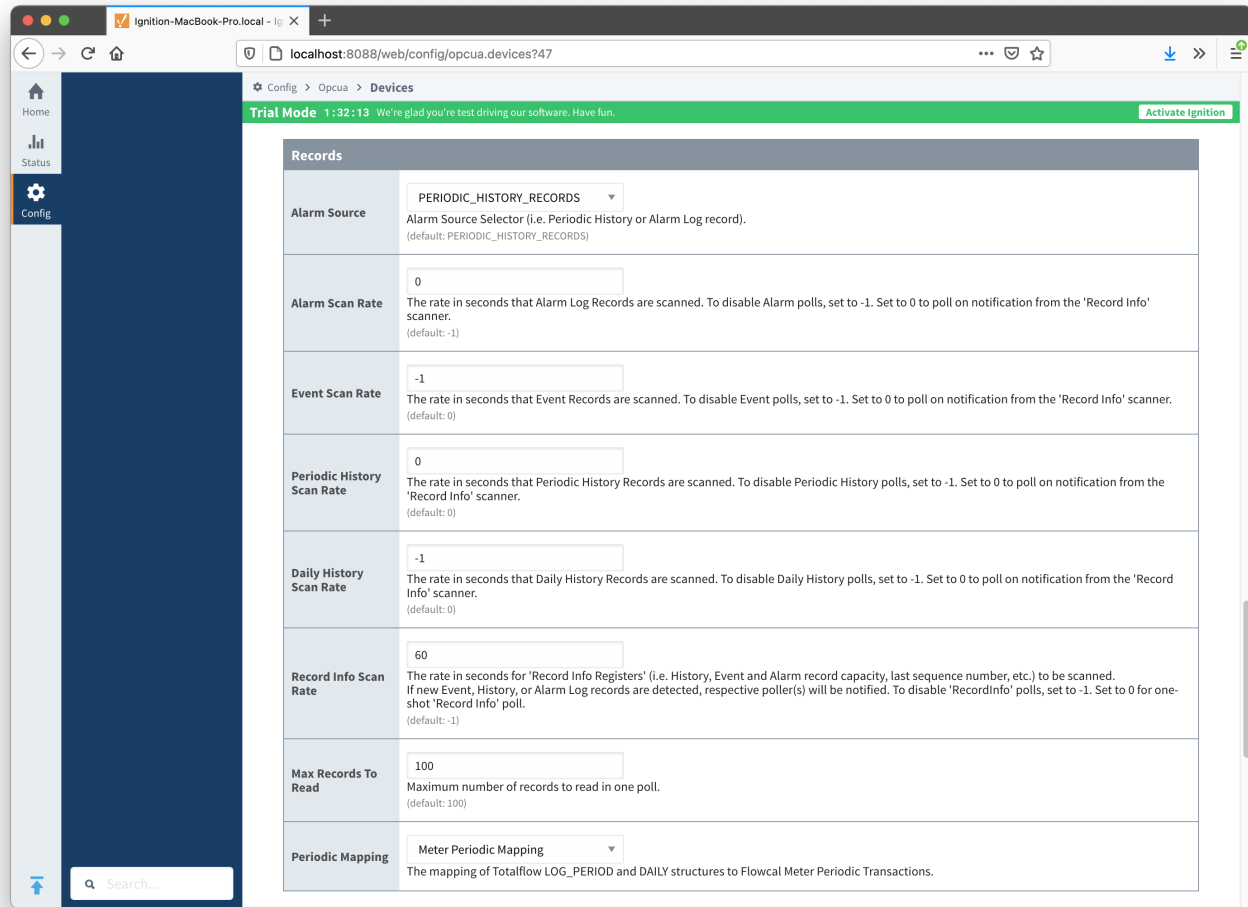 Ignition-MacBook-Pro.local - Ig
localhost:8088/web/config/opcua.devices?47
Home
Status
Config
Config > Opcua > Devices
Trial Mode 1:32:13 We're glad you're test driving our software. Have fun.
Activate Ignition
Records
Alarm Source
PERIODIC_HISTORY_RECORDS
Alarm Source Selector (i.e. Periodic History or Alarm Log record).
(default: PERIODIC_HISTORY_RECORDS)
Alarm Scan Rate
0
The rate in seconds that Alarm Log Records are scanned. To disable Alarm polls, set to -1. Set to 0 to poll on notification from the 'Record Info'
scanner.
(default: -1)
Event Scan Rate
-1
The rate in seconds that Event Records are scanned. To disable Event polls, set to -1. Set to 0 to poll on notification from the 'Record Info' scanner.
(default: 0)
Periodic History
Scan Rate
0
The rate in seconds that Periodic History Records are scanned. To disable Periodic History polls, set to -1. Set to 0 to poll on notification from the
'Record Info' scanner.
(default: 0)
Daily History
Scan Rate
-1
The rate in seconds that Daily History Records are scanned. To disable Daily History polls, set to -1. Set to 0 to poll on notification from the 'Record
Info' scanner.
(default: 0)
Record Info Scan
Rate
60
The rate in seconds for 'Record Info Registers' (i.e. History, Event and Alarm record capacity, last sequence number, etc.) to be scanned.
If new Event, History, or Alarm Log records are detected, respective poller(s) will be notified. To disable 'RecordInfo' polls, set to -1. Set to 0 for one-
shot 'Record Info' poll.
(default: -1)
Max Records To
Read
100
Maximum number of records to read in one poll.
(default: 100)
Periodic Mapping
Meter Periodic Mapping
The mapping of Totalflow LOG_PERIOD and DAILY structures to Flowcal Meter Periodic Transactions.
Search...